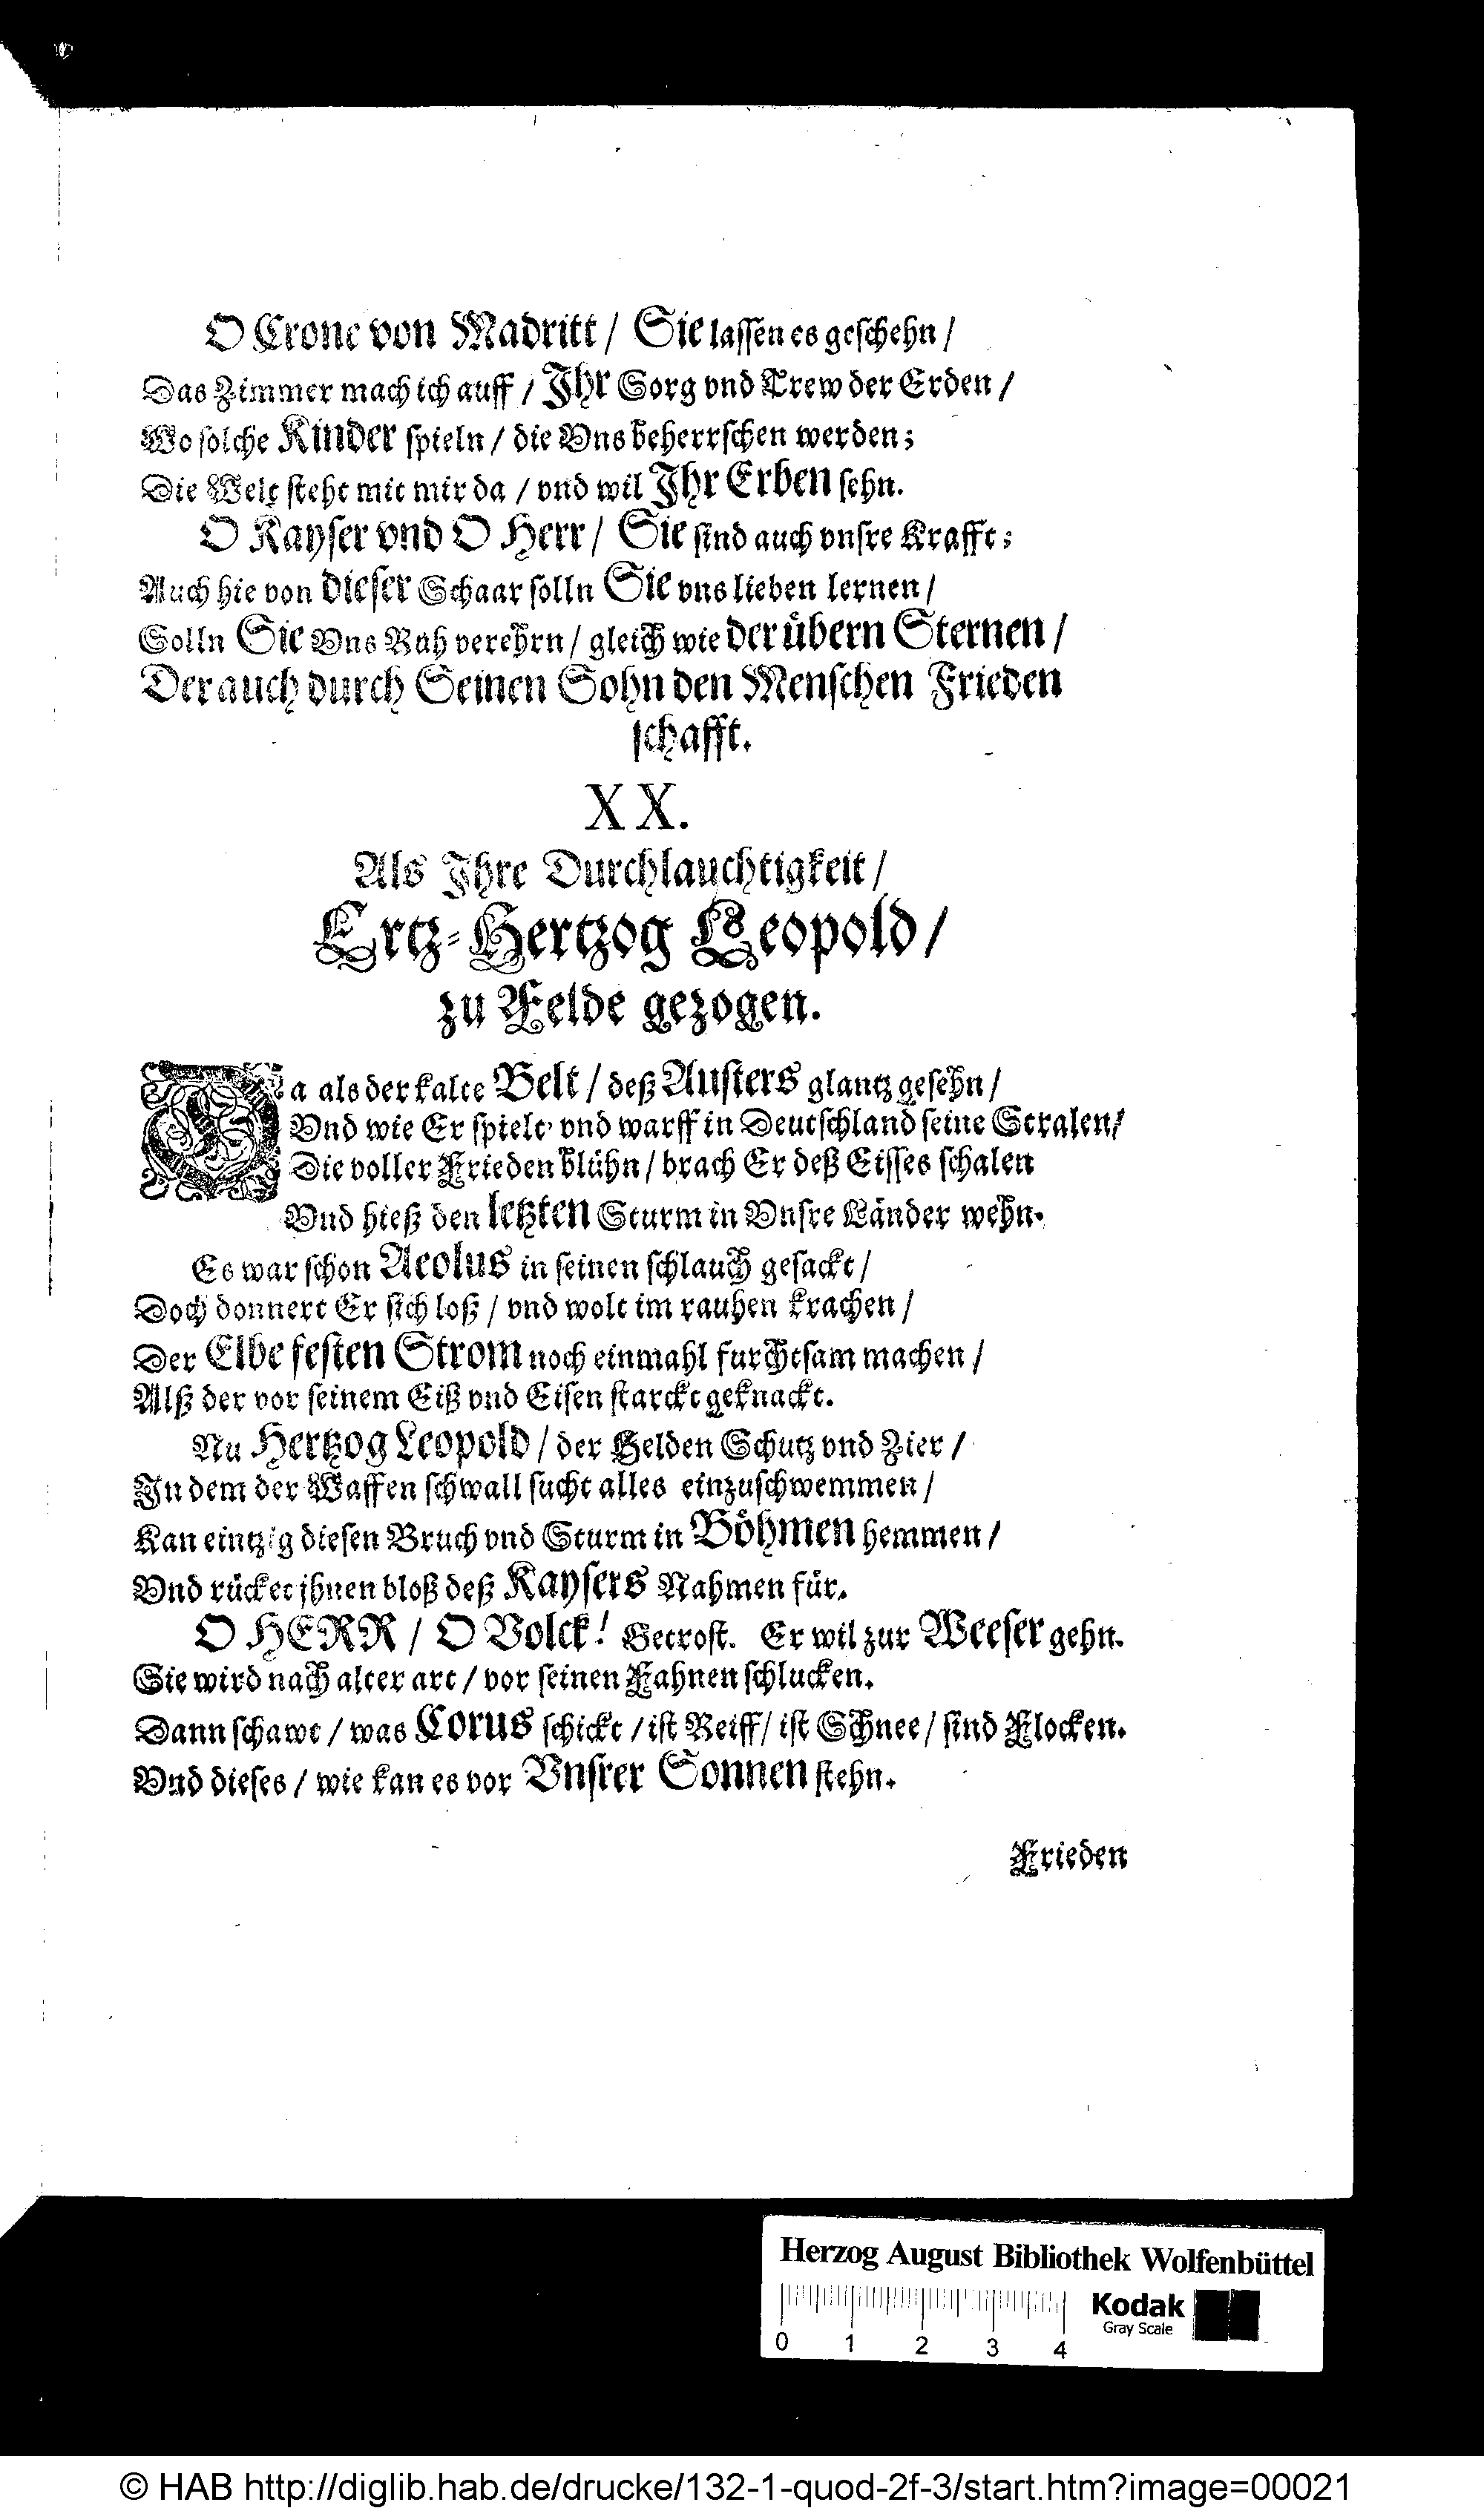 O Crone von Madritt / Sie lassen es geschehn /
Das Zimmer mach ich auff / Ihr Sorg vnd Trew der Erden /
Wo solche Kinder spieln / die Vns beherrschen werden;
Die Welt steht mit mir da / vnd wil Ihr Erben sehn.
O Kayser vnd O Herr / Sie sind auch vnsre Krafft;
Auch hie von dieser Schaar solln Sie vns lieben lernen /
Solln Sie Vns Ruh verehrn / gleich wie der übern Sternen /
Der auch durch Seinen Sohn den Menschen Frieden
schafft.
XX.
Als Ihre Durchlauchtigkeit /
Ertz-Hertzog Leopold /
zu Felde gezogen.
Da als der kalte Belt / deß Austers glantz gesehn /
Vnd wie Er spielt, vnd warff in Deutschland seine Stralen /
Die voller Frieden blühn / brach Er deß Eisses schalen
Vnd hieß den letzten Sturm in Vnsre Länder wehn.
Es war schon Aeolus in seinen schlauch gesackt /
Doch donnert Er sich loß / vnd wolt im rauhen krachen /
Der Elbe festen Strom noch einmahl furchtsam machen /
Alß der vor seinem Eiß vnd Eisen starckt geknackt.
Nu Hertzog Leopold / der Helden Schutz vnd Zier /
In dem der Waffen schwall sucht alles einzuschwemmen /
Kan eintzig diesen Bruch vnd Sturm in Böhmen hemmen /
Vnd rücket jhnen bloß deß Kaysers Nahmen für.
O HERR / O Volck! Getrost. Er wil zur Weeser gehn.
Sie wird nach alter art / vor seinen Fahnen schlucken.
Dann schawt / was Corus schickt / ist Reiff / ist Schnee / sind Flocken.
Vnd dieses / wie kan es vor Vnsrer Sonnen stehn.
Frieden
Herzog August Bibliothek Wolfenbüttel
Kodak
Gray Scale
0 1 2 3 4
© HAB http://diglib.hab.de/drucke/132-1-quod-2f-3/start.htm?image=00021